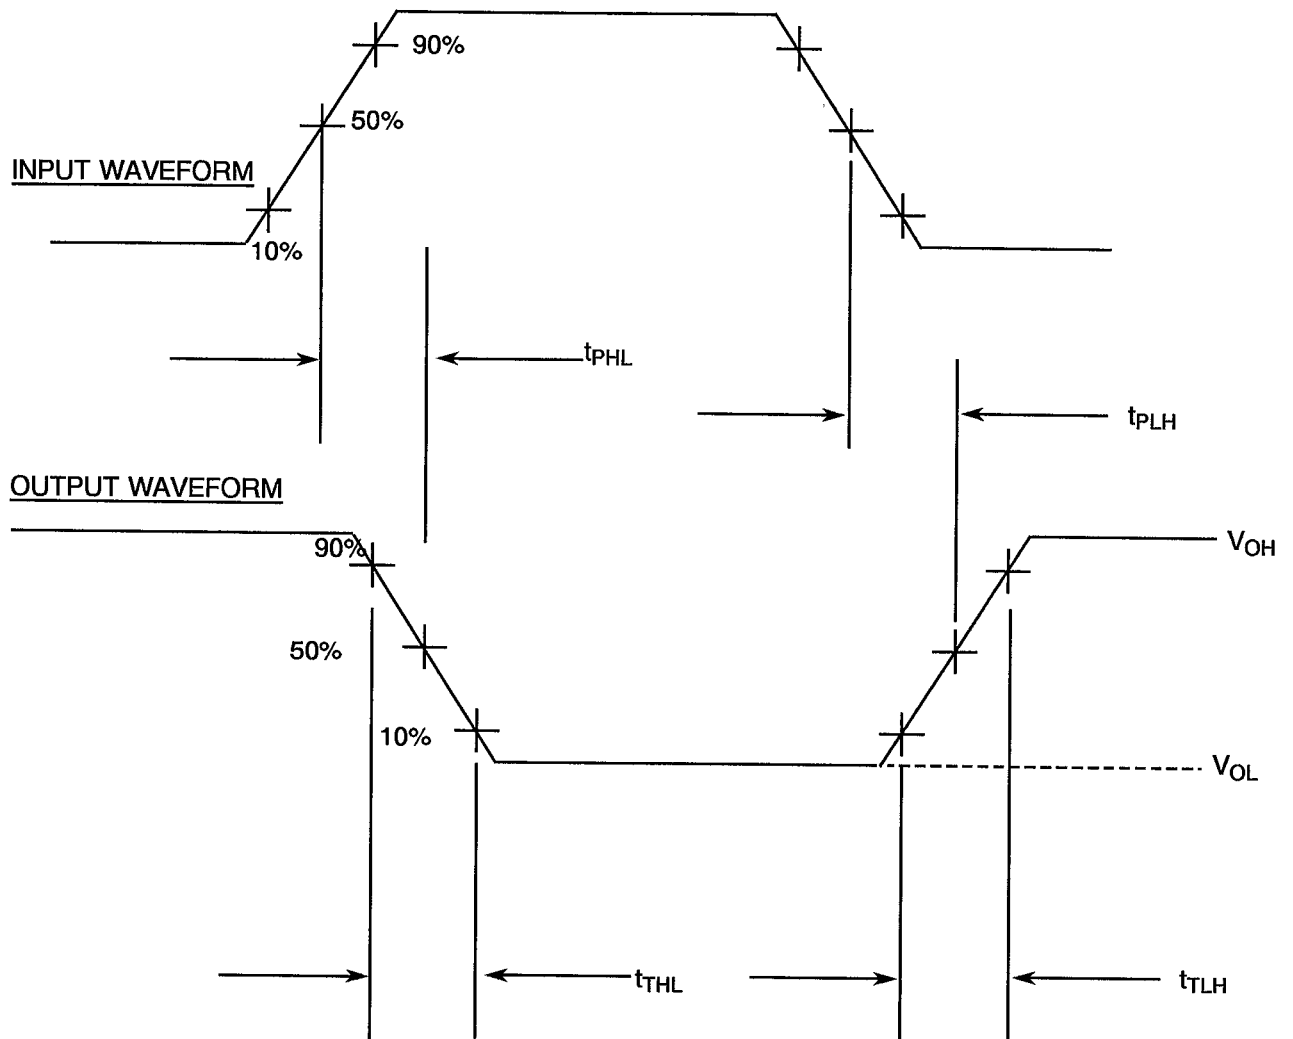 90%
50%
INPUT WAVEFORM
10%
tPHL
tPLH
OUTPUT WAVEFORM
VOH
90%
50%
10%
VOL
tTHL
tTLH